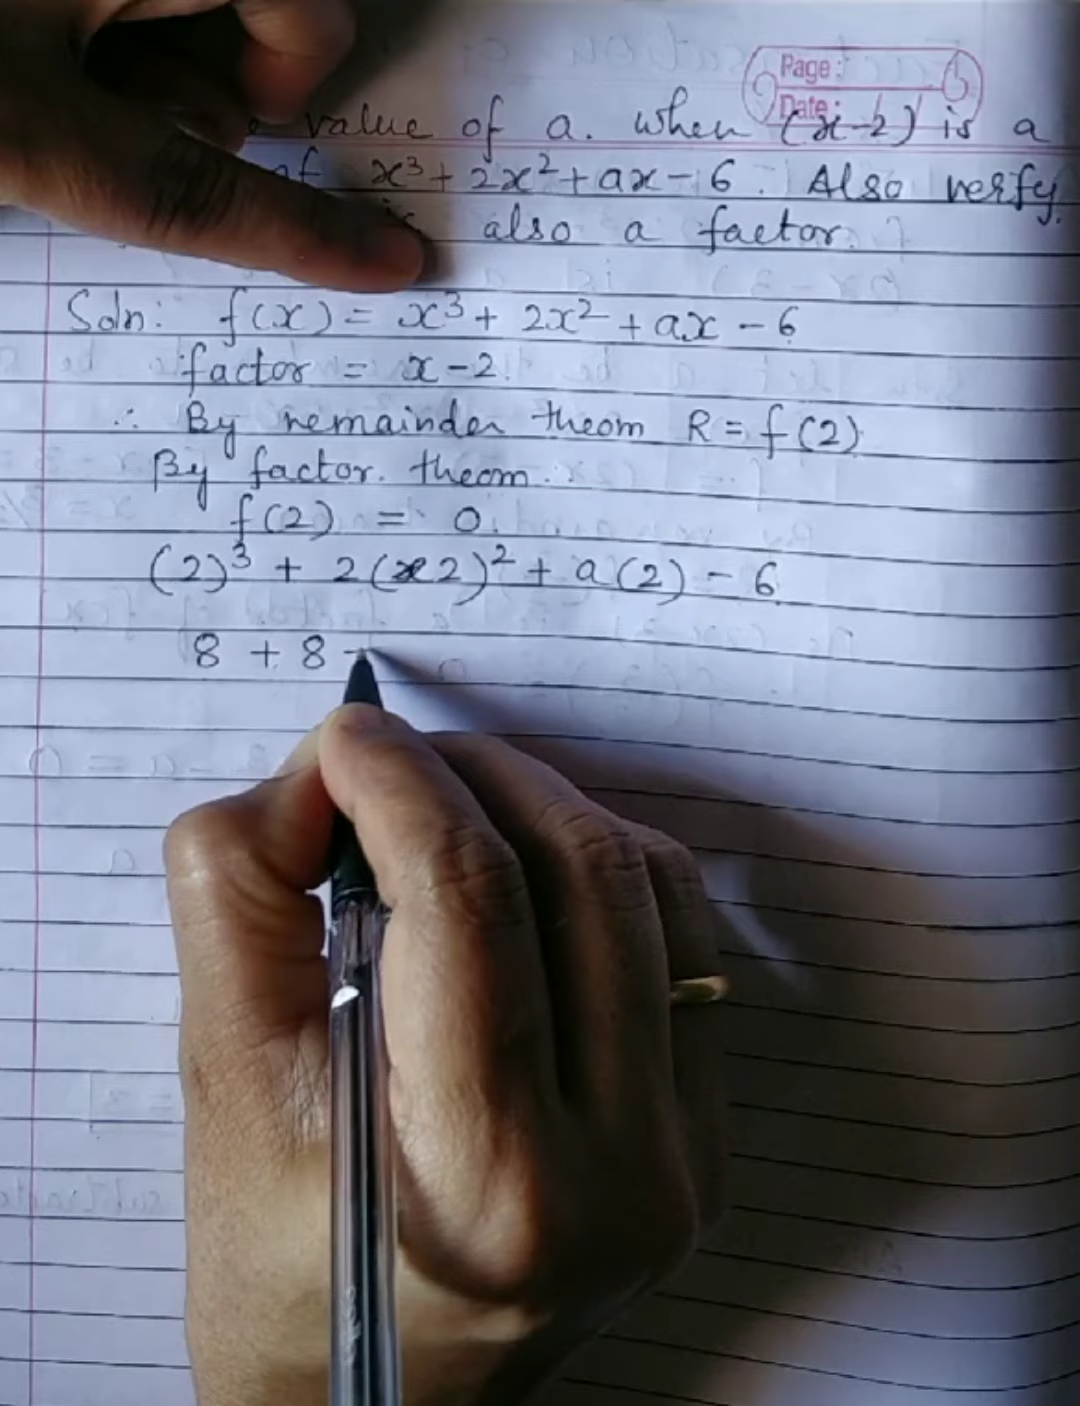 Page:
Date:
value of a. when (x-2) is a
of x³ + 2x² + ax - 6. Also verify.
is also a factor.
Soln: f(x) = x³ + 2x² + ax - 6
factor = x - 2.
∴ By remainder theom R = f(2)
By factor. theom.
f(2) = 0.
(2)³ + 2(2)² + a(2) - 6
8 + 8